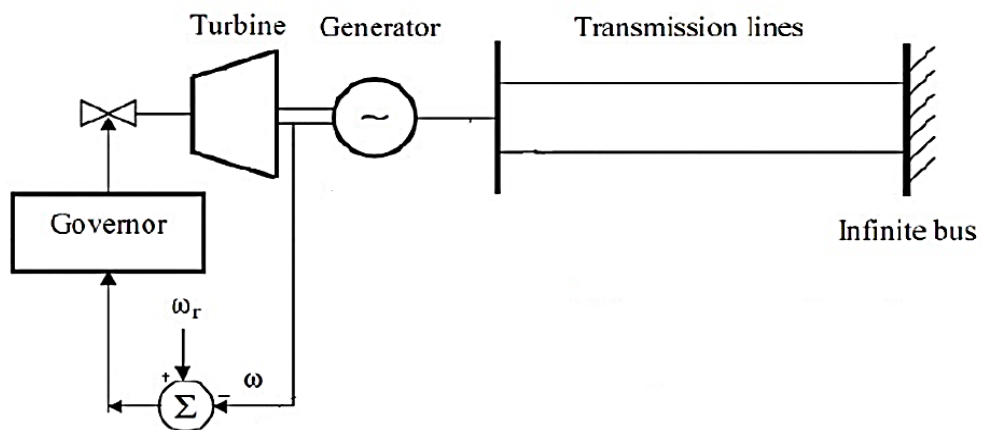 Turbine Generator Transmission lines
~
Governor
Infinite bus
ω_r
+
Σ
−
ω